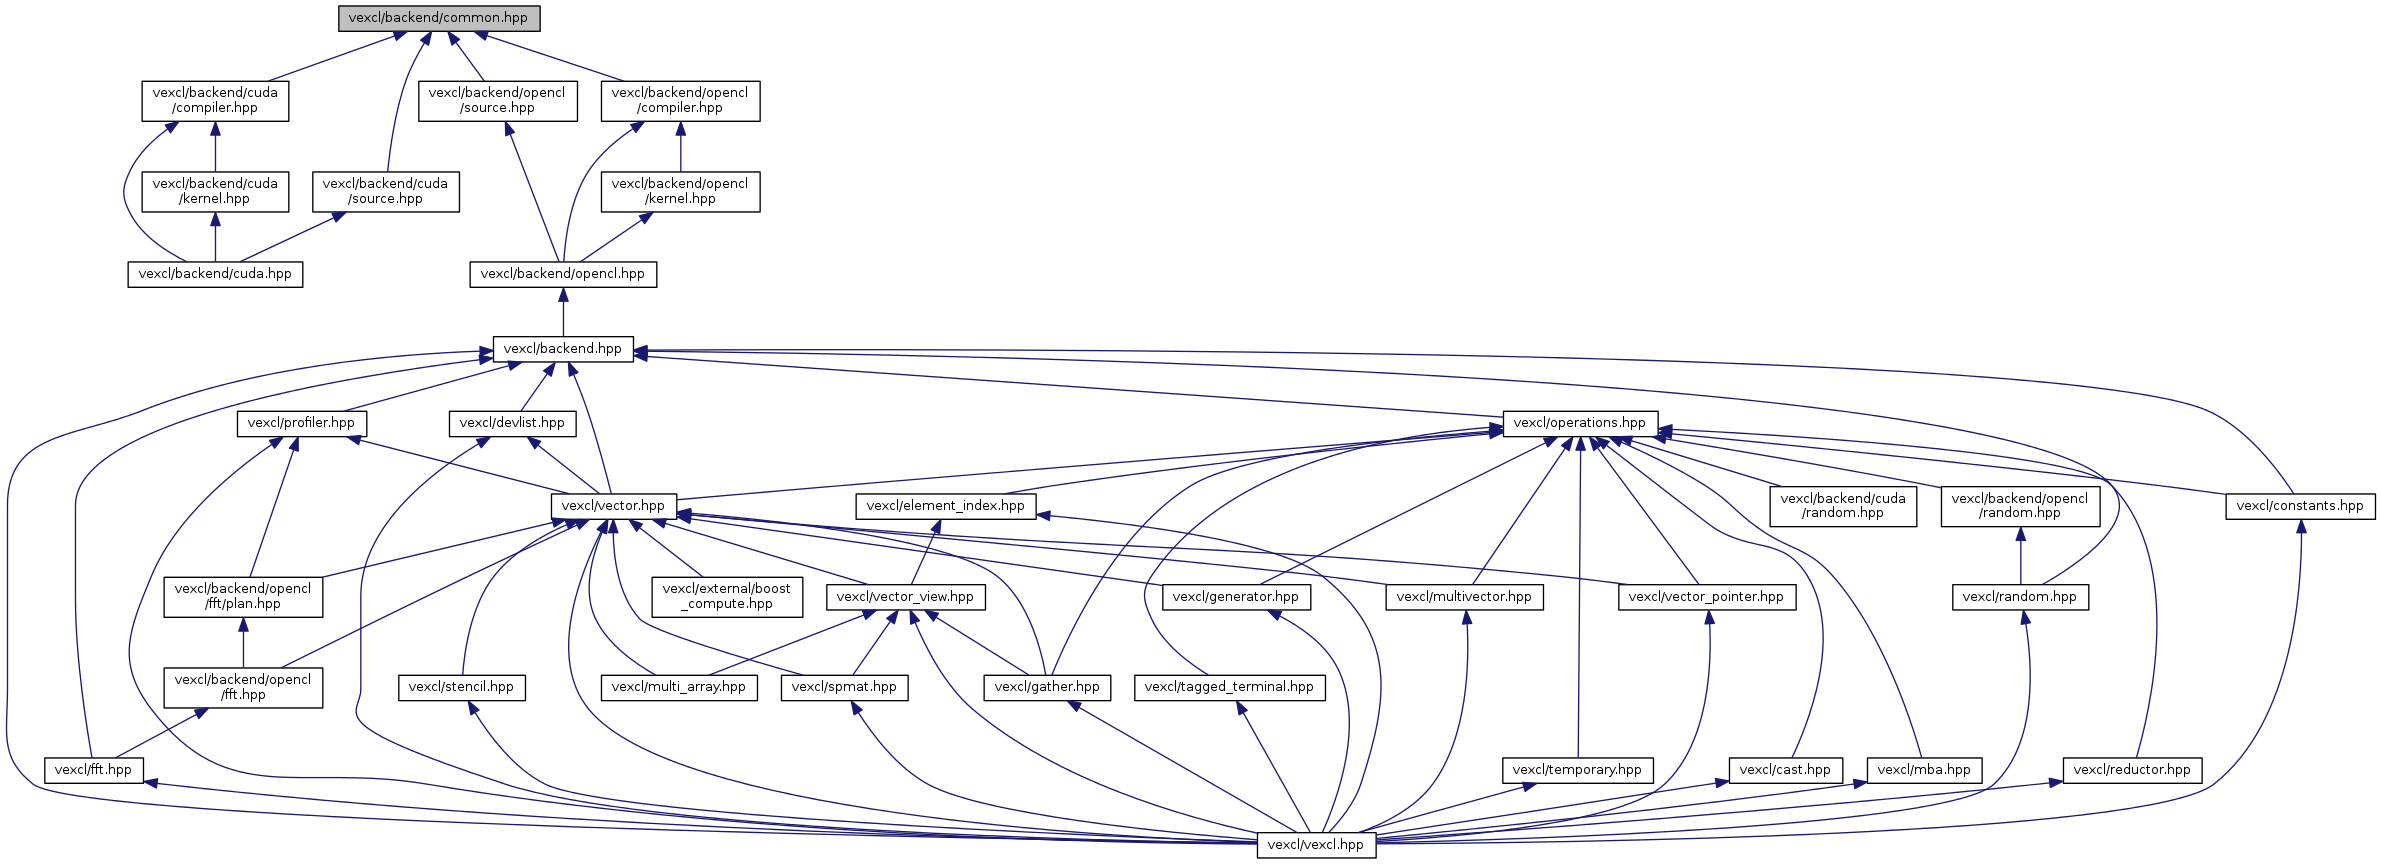 vexcl/backend/common.hpp
vexcl/backend/cuda
/compiler.hpp
vexcl/backend/opencl
/source.hpp
vexcl/backend/opencl
/compiler.hpp
vexcl/backend/cuda
/kernel.hpp
vexcl/backend/cuda
/source.hpp
vexcl/backend/opencl
/kernel.hpp
vexcl/backend/cuda.hpp
vexcl/backend/opencl.hpp
vexcl/backend.hpp
vexcl/profiler.hpp
vexcl/devlist.hpp
vexcl/operations.hpp
vexcl/vector.hpp
vexcl/element_index.hpp
vexcl/backend/cuda
/random.hpp
vexcl/backend/opencl
/random.hpp
vexcl/constants.hpp
vexcl/backend/opencl
/fft/plan.hpp
vexcl/external/boost
_compute.hpp
vexcl/vector_view.hpp
vexcl/generator.hpp
vexcl/multivector.hpp
vexcl/vector_pointer.hpp
vexcl/random.hpp
vexcl/backend/opencl
/fft.hpp
vexcl/stencil.hpp
vexcl/multi_array.hpp
vexcl/spmat.hpp
vexcl/gather.hpp
vexcl/tagged_terminal.hpp
vexcl/fft.hpp
vexcl/temporary.hpp
vexcl/cast.hpp
vexcl/mba.hpp
vexcl/reductor.hpp
vexcl/vexcl.hpp